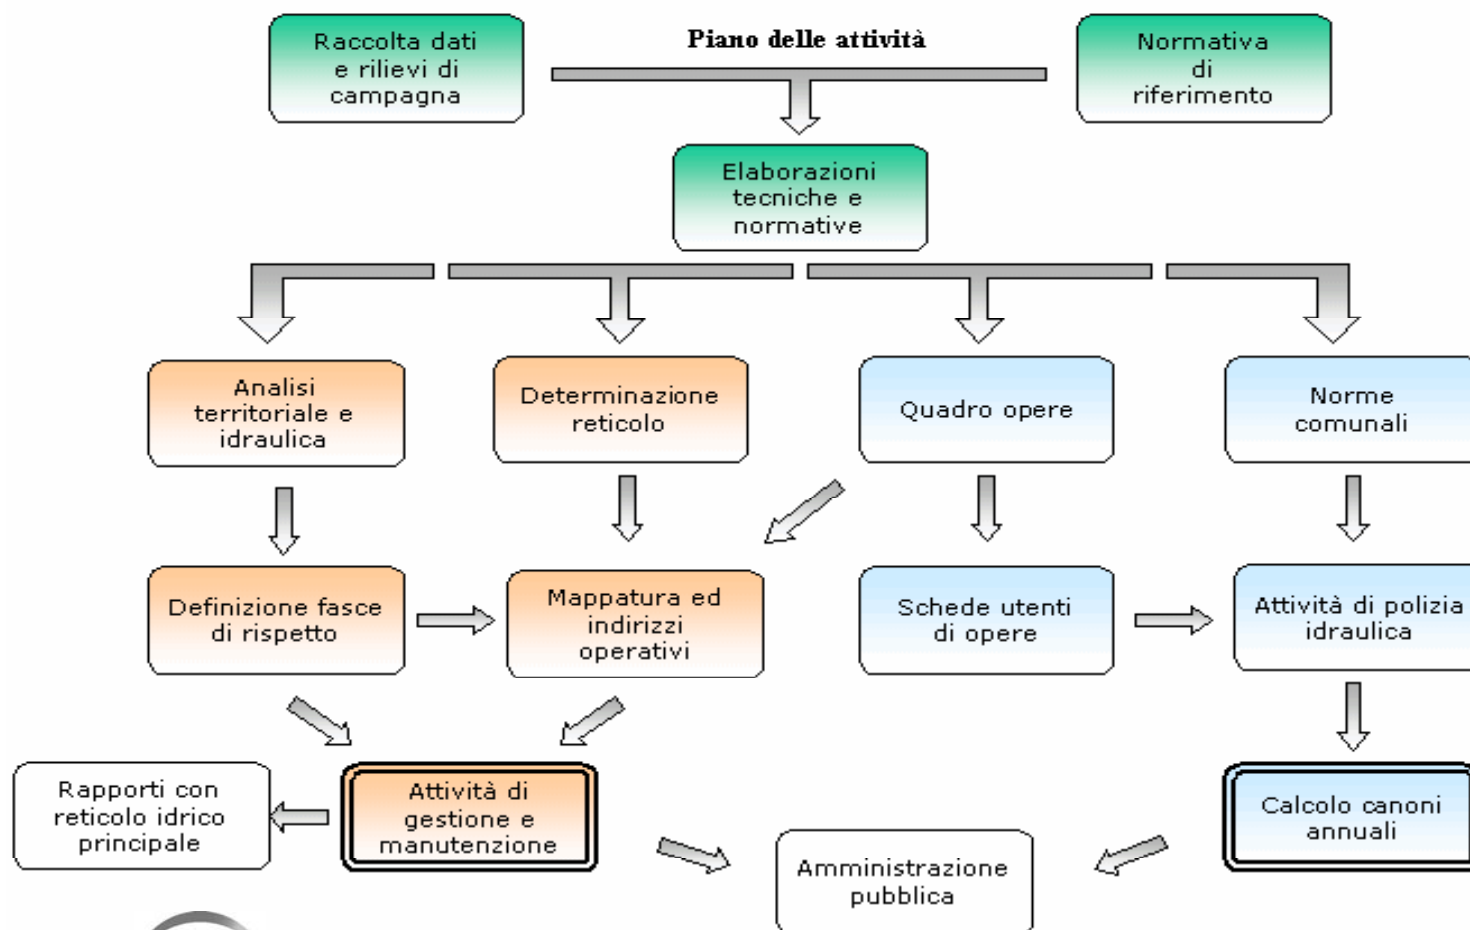 Piano delle attività
Raccolta dati
e rilievi di
campagna
Normativa
di
riferimento
Elaborazioni
tecniche e
normative
Analisi
territoriale e
idraulica
Determinazione
reticolo
Quadro opere
Norme
comunali
Definizione fasce
di rispetto
Mappatura ed
indirizzi
operativi
Schede utenti
di opere
Attività di polizia
idraulica
Rapporti con
reticolo idrico
principale
Attività di
gestione e
manutenzione
Amministrazione
pubblica
Calcolo canoni
annuali